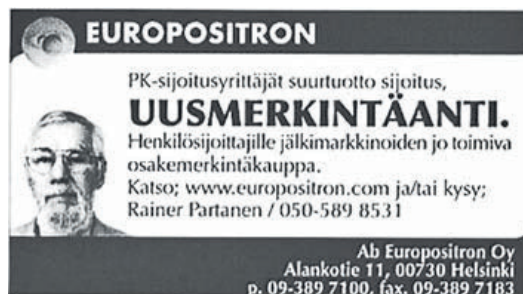 EUROPOSITRON
PK-sijoitusyrittäjät suurtuotto sijoitus,
UUSMERKINTÄANTI.
Henkilösijoittajille jälkimarkkinoiden jo toimiva
osakemerkintäkauppa.
Katso; www.europositron.com ja/tai kysy;
Rainer Partanen / 050-589 8531
Ab Europositron Oy
Alankotie 11, 00730 Helsinki
p. 09-389 7100, fax. 09-389 7183